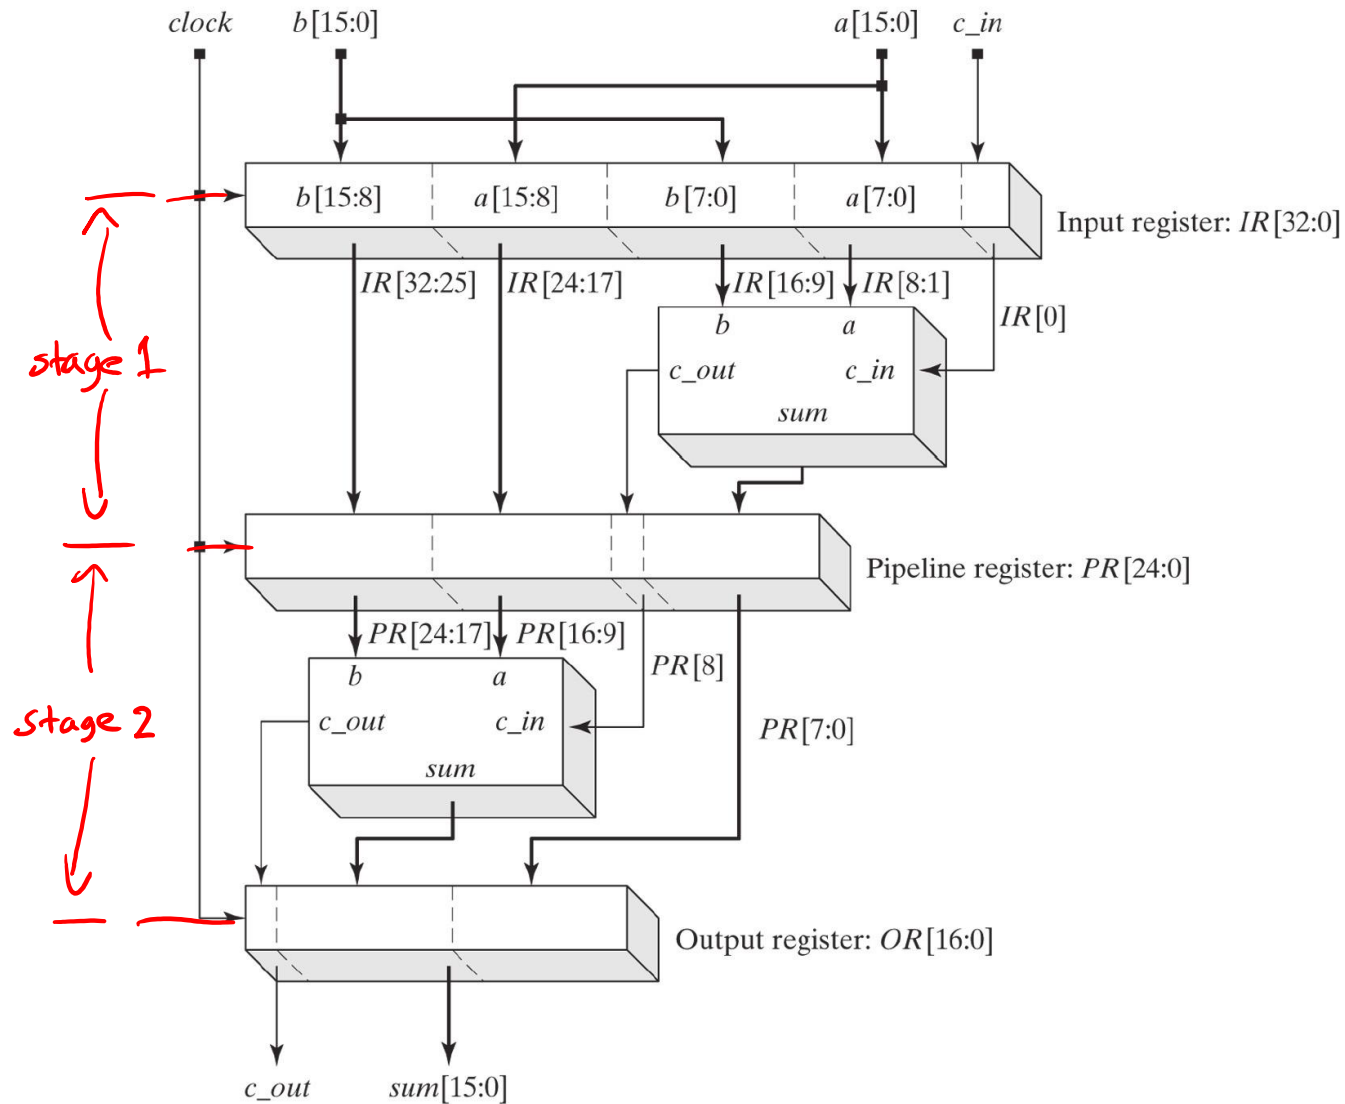 clock b[15:0] a[15:0] c_in
b[15:8] a[15:8] b[7:0] a[7:0]
Input register: IR[32:0]
IR[32:25] IR[24:17] IR[16:9] IR[8:1]
IR[0]
b a
stage 1
c_out c_in
sum
Pipeline register: PR[24:0]
PR[24:17] PR[16:9]
PR[8]
b a
stage 2
c_out c_in
PR[7:0]
sum
Output register: OR[16:0]
c_out sum[15:0]